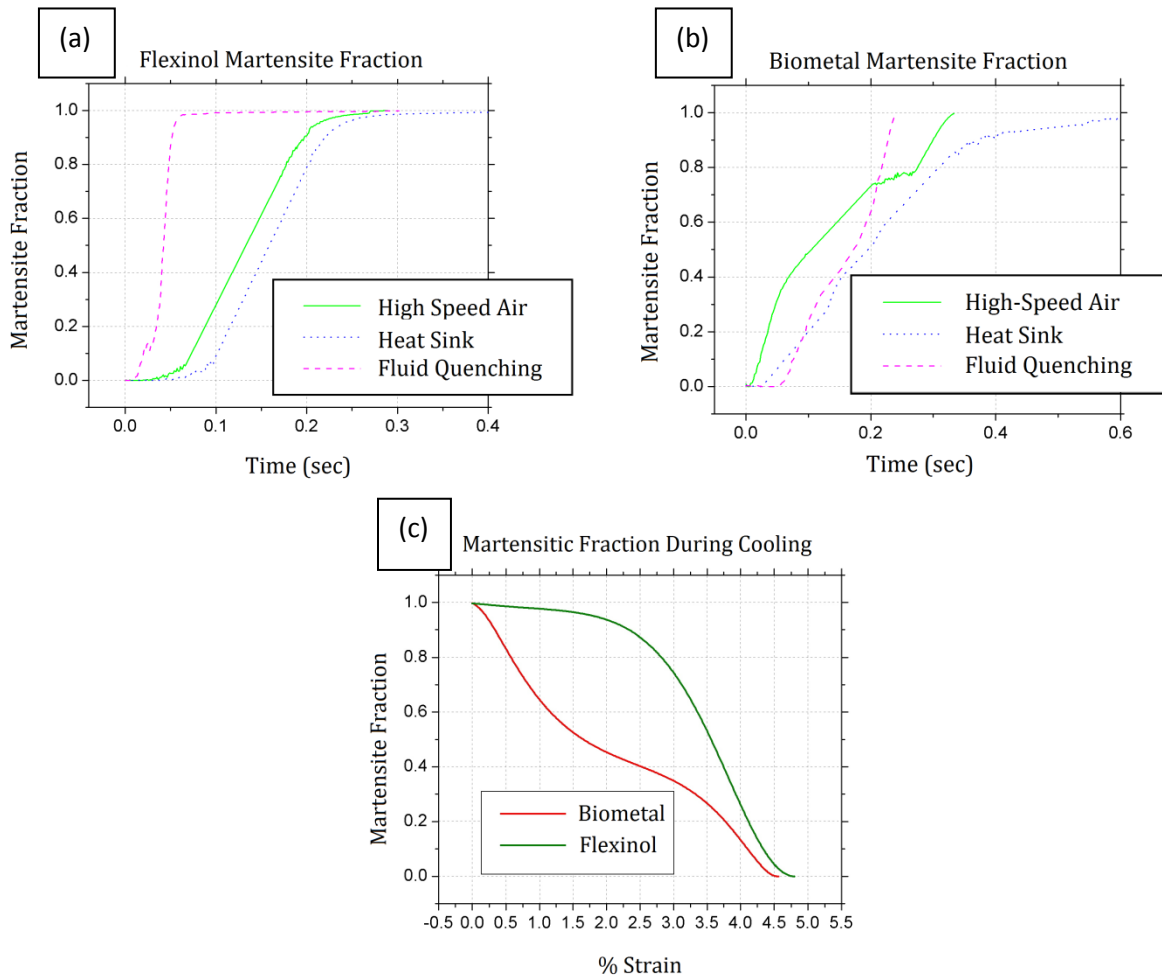 (a)
Flexinol Martensite Fraction
Martensite Fraction
1.0
0.8
0.6
0.4
0.2
0.0
0.0 0.1 0.2 0.3 0.4
Time (sec)
High Speed Air
Heat Sink
Fluid Quenching
(b)
Biometal Martensite Fraction
Martensite Fraction
1.0
0.8
0.6
0.4
0.2
0.0
0.0 0.2 0.4 0.6
Time (sec)
High-Speed Air
Heat Sink
Fluid Quenching
(c)
Martensitic Fraction During Cooling
Martensite Fraction
1.0
0.8
0.6
0.4
0.2
0.0
-0.5 0.0 0.5 1.0 1.5 2.0 2.5 3.0 3.5 4.0 4.5 5.0 5.5
% Strain
Biometal
Flexinol